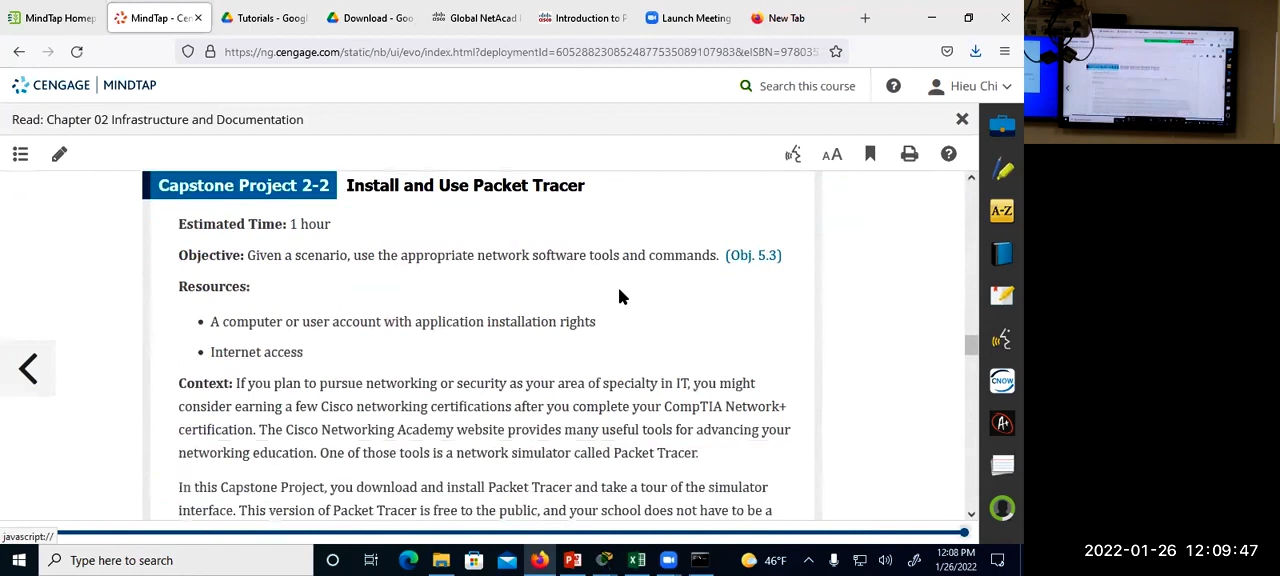 MindTap Homep
MindTap - Cen
Tutorials - Googl
Download - Goo
Global NetAcad
Introduction to P
Launch Meeting
New Tab
https://ng.cengage.com/static/nb/ui/evo/index.html
CENGAGE | MINDTAP
Search this course
Hieu Chi
Read: Chapter 02 Infrastructure and Documentation
AA
A-Z
Capstone Project 2-2 Install and Use Packet Tracer
Estimated Time: 1 hour
Objective: Given a scenario, use the appropriate network software tools and commands. (Obj. 5.3)
Resources:
• A computer or user account with application installation rights
• Internet access
CNOW
Context: If you plan to pursue networking or security as your area of specialty in IT, you might
consider earning a few Cisco networking certifications after you complete your CompTIA Network+
A+
certification. The Cisco Networking Academy website provides many useful tools for advancing your
networking education. One of those tools is a network simulator called Packet Tracer.
In this Capstone Project, you download and install Packet Tracer and take a tour of the simulator
interface. This version of Packet Tracer is free to the public, and your school does not have to be a
javascript://
Type here to search
46°F
12:08 PM
1/26/2022
2022-01-26 12:09:47